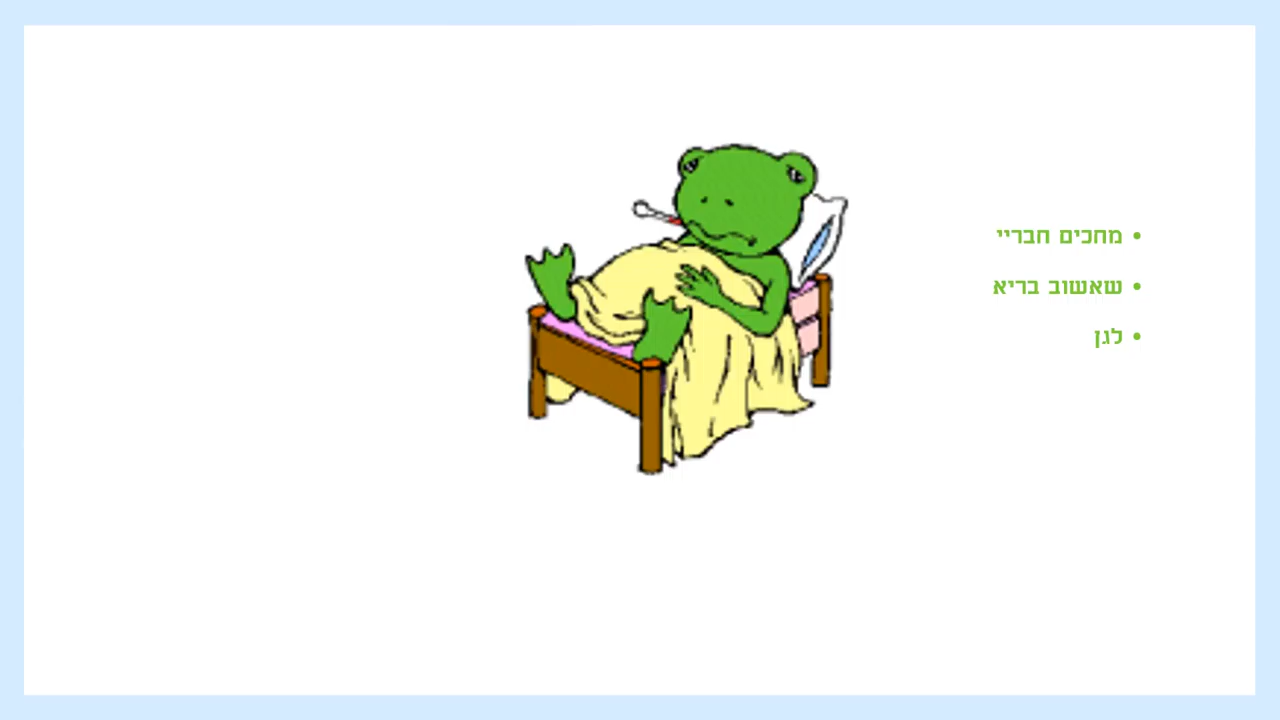 • מחכים חבריי
• שאשוב בריא
• לגן